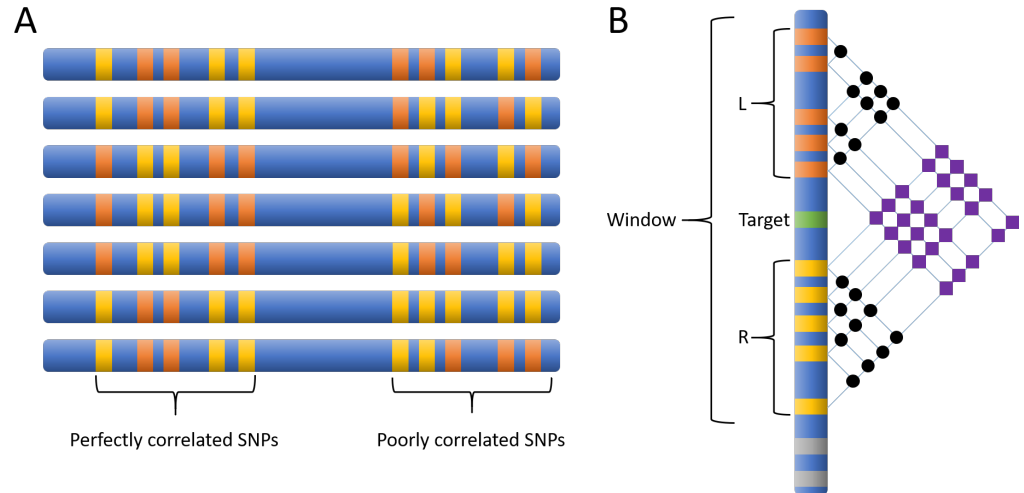 A
B
L
Window
Target
R
Perfectly correlated SNPs
Poorly correlated SNPs